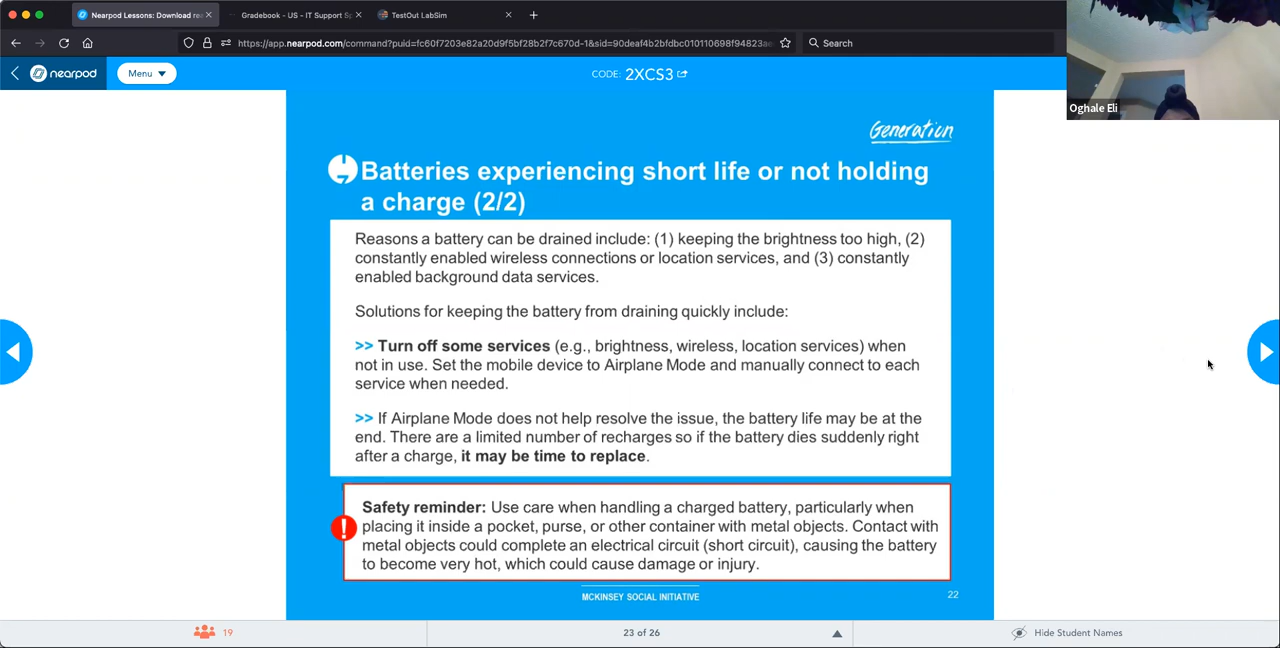 Nearpod Lessons: Download rea
Gradebook - US - IT Support Sp
TestOut LabSim
https://app.nearpod.com/command?puid=fc60f7203e82a20d9f5bf28b2f7c670d-1&sid=90deaf4b2bfdbc010110698f94823ae
Search
nearpod
Menu
CODE: 2XCS3
Oghale Eli
Generation
Batteries experiencing short life or not holding
a charge (2/2)
Reasons a battery can be drained include: (1) keeping the brightness too high, (2)
constantly enabled wireless connections or location services, and (3) constantly
enabled background data services.
Solutions for keeping the battery from draining quickly include:
>> Turn off some services (e.g., brightness, wireless, location services) when
not in use. Set the mobile device to Airplane Mode and manually connect to each
service when needed.
>> If Airplane Mode does not help resolve the issue, the battery life may be at the
end. There are a limited number of recharges so if the battery dies suddenly right
after a charge, it may be time to replace.
Safety reminder: Use care when handling a charged battery, particularly when
placing it inside a pocket, purse, or other container with metal objects. Contact with
metal objects could complete an electrical circuit (short circuit), causing the battery
to become very hot, which could cause damage or injury.
MCKINSEY SOCIAL INITIATIVE
22
19
23 of 26
Hide Student Names